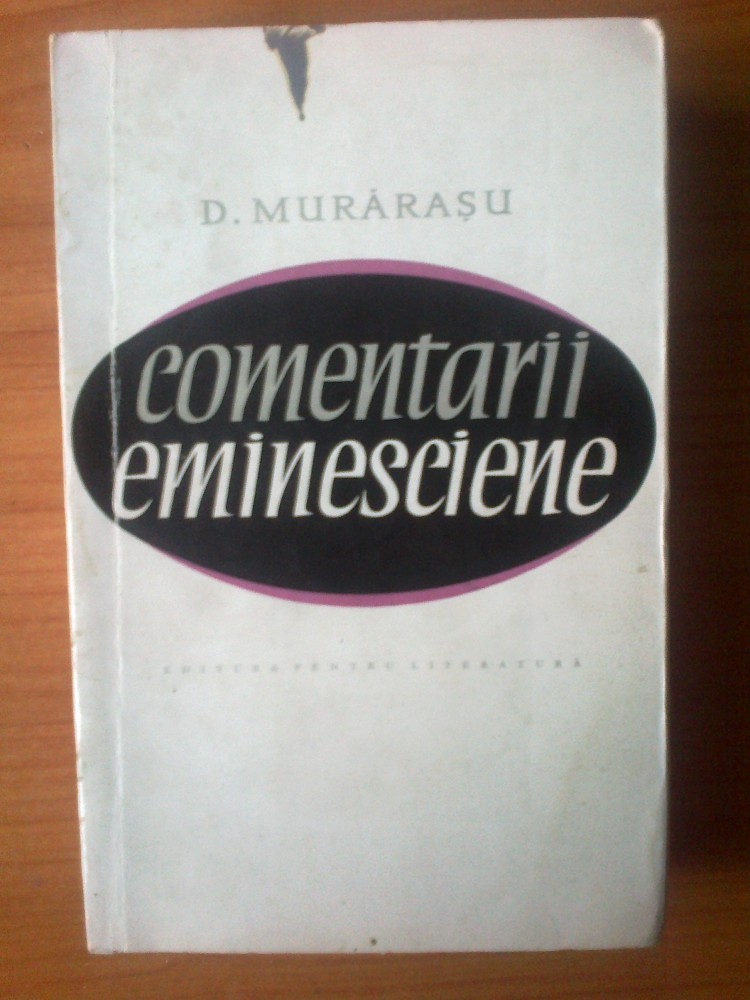 D. MURĂRAȘU
comentarii
eminesciene
EDITURA PENTRU LITERATURĂ